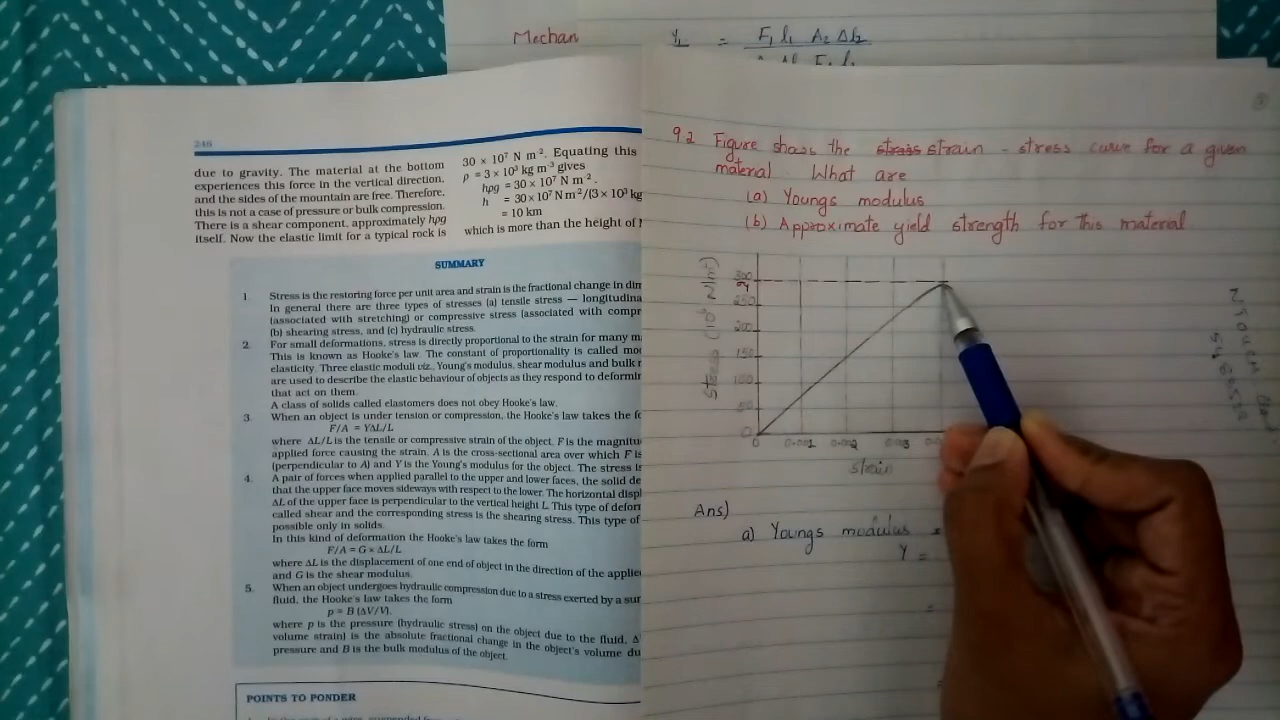 Mechan
Y₁ = F₁ l₁ A₂ Δl₂
246
due to gravity. The material at the bottom
experiences this force in the vertical direction,
and the sides of the mountain are free. Therefore,
this is not a case of pressure or bulk compression.
There is a shear component, approximately hρg
itself. Now the elastic limit for a typical rock is
30 × 10⁷ N m⁻². Equating this
ρ = 3 × 10³ kg m⁻³ gives
hρg = 30 × 10⁷ N m⁻².
h = 30 × 10⁷ N m²/(3 × 10³ kg
= 10 km
which is more than the height of
SUMMARY
1. Stress is the restoring force per unit area and strain is the fractional change in dim
In general there are three types of stresses (a) tensile stress — longitudina
(associated with stretching) or compressive stress (associated with compr
(b) shearing stress, and (c) hydraulic stress.
2. For small deformations, stress is directly proportional to the strain for many m
This is known as Hooke's law. The constant of proportionality is called mo
elasticity. Three elastic moduli viz., Young's modulus, shear modulus and bulk
are used to describe the elastic behaviour of objects as they respond to deformin
that act on them.
A class of solids called elastomers does not obey Hooke's law.
3. When an object is under tension or compression, the Hooke's law takes the fo
F/A = YΔL/L
where ΔL/L is the tensile or compressive strain of the object, F is the magnitu
applied force causing the strain, A is the cross-sectional area over which F is
(perpendicular to A) and Y is the Young's modulus for the object. The stress is
4. A pair of forces when applied parallel to the upper and lower faces, the solid de
that the upper face moves sideways with respect to the lower. The horizontal displ
ΔL of the upper face is perpendicular to the vertical height L. This type of defor
called shear and the corresponding stress is the shearing stress. This type of
possible only in solids.
In this kind of deformation the Hooke's law takes the form
F/A = G × ΔL/L
where ΔL is the displacement of one end of object in the direction of the applie
and G is the shear modulus.
5. When an object undergoes hydraulic compression due to a stress exerted by a sur
fluid, the Hooke's law takes the form
p = B (ΔV/V),
where p is the pressure (hydraulic stress) on the object due to the fluid, Δ
volume strain) is the absolute fractional change in the object's volume du
pressure and B is the bulk modulus of the object.
POINTS TO PONDER
9.2 Figure shows the stress strain - stress curve for a given
material. What are
(a) Youngs modulus
(b) Approximate yield strength for this material
Stress (10⁶ N/m²)
300
250
200
150
100
50
0
0 0.001 0.002 0.003
strain
Ans)
a) Youngs modulus =
Y =
=